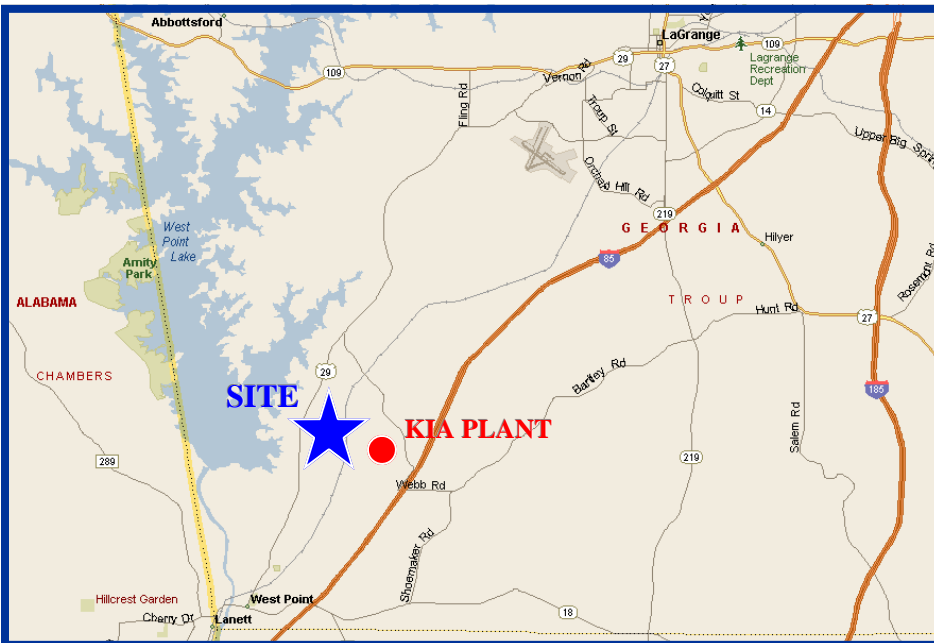 Abbottsford
LaGrange
29
109
Lagrange
Recreation
Dept
27
109
Vernon Rd
Fling Rd
Colquitt St
Troup St
14
Upper Big Sprin
Orchard Hill Rd
219
GEORGIA
West
Point
Lake
Hilyer
85
Amity
Park
Rosemont Rd
ALABAMA
TROUP
Hunt Rd
27
CHAMBERS
29
Bartley Rd
185
SITE
KIA PLANT
Salem Rd
289
219
Webb Rd
Shoemaker Rd
Hillcrest Garden
West Point
18
Cherry Dr
Lanett